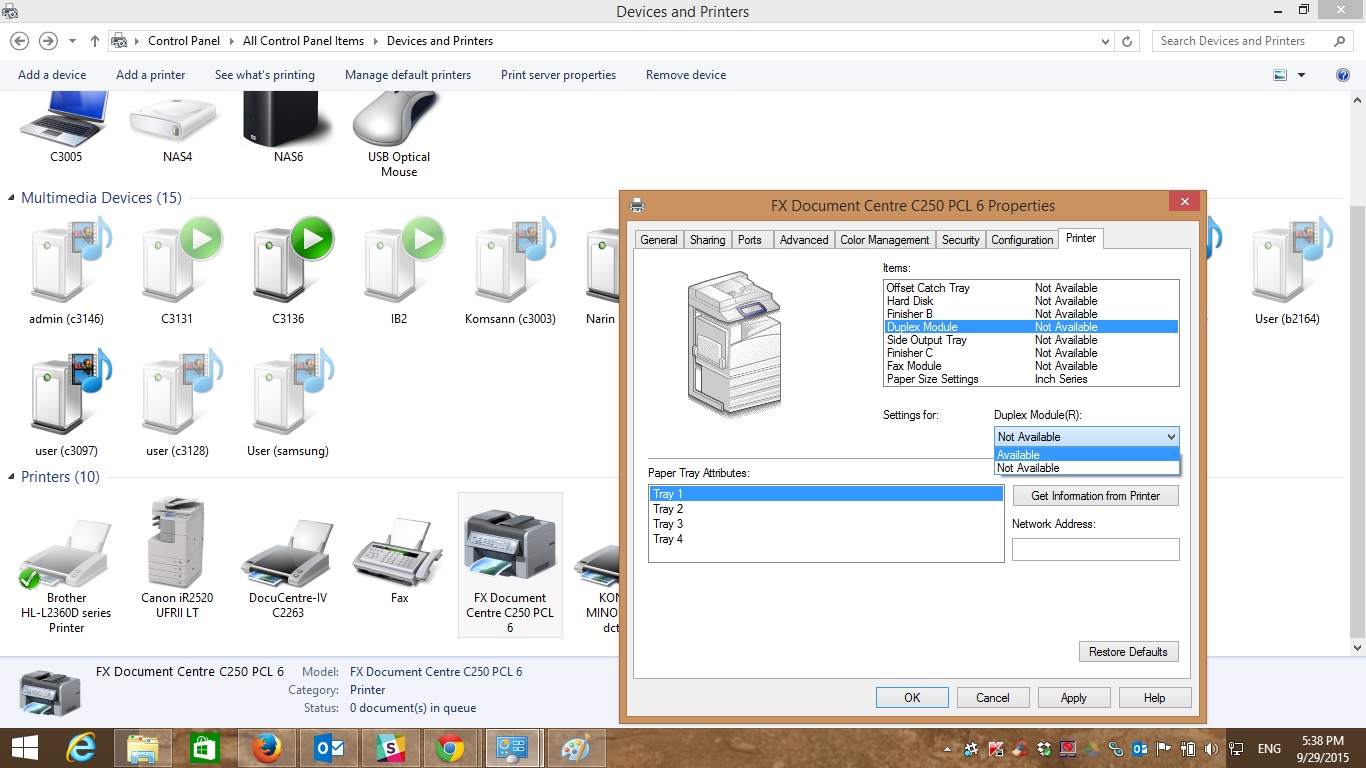 Devices and Printers
Control Panel All Control Panel Items Devices and Printers
Search Devices and Printers
Add a device Add a printer See what's printing Manage default printers Print server properties Remove device
C3005 NAS4 NAS6 USB Optical
Mouse
Multimedia Devices (15)
admin (c3146) C3131 C3136 IB2 Komsann (c3003) Narin User (b2164)
user (c3097) user (c3128) User (samsung)
Printers (10)
Brother
HL-L2360D series
Printer
Canon iR2520
UFRII LT
DocuCentre-IV
C2263
Fax
FX Document
Centre C250 PCL
6
KON
MINO
dct
FX Document Centre C250 PCL 6 Properties
General Sharing Ports Advanced Color Management Security Configuration Printer
Items:
Offset Catch Tray Not Available
Hard Disk Not Available
Finisher B Not Available
Duplex Module Not Available
Side Output Tray Not Available
Finisher C Not Available
Fax Module Not Available
Paper Size Settings Inch Series
Settings for: Duplex Module(R):
Not Available
Available
Not Available
Paper Tray Attributes:
Tray 1
Tray 2
Tray 3
Tray 4
Get Information from Printer
Network Address:
Restore Defaults
OK Cancel Apply Help
FX Document Centre C250 PCL 6 Model: FX Document Centre C250 PCL 6
Category: Printer
Status: 0 document(s) in queue
ENG 5:38 PM
9/29/2015